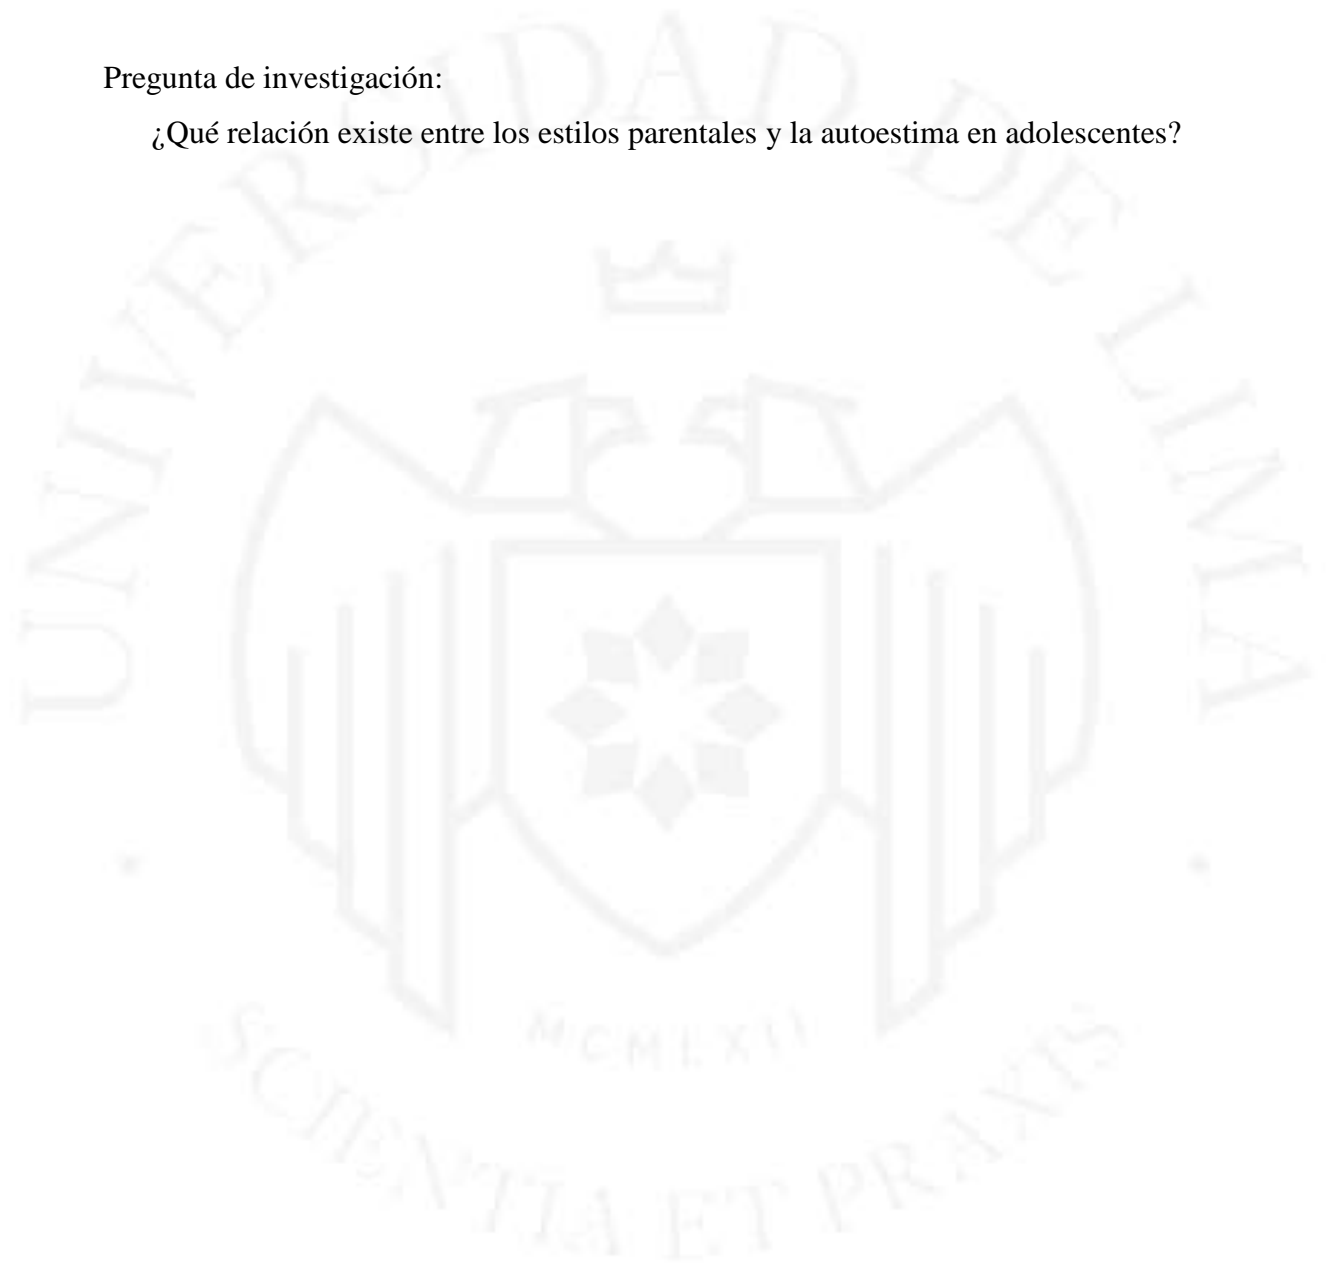 Pregunta de investigación:
¿Qué relación existe entre los estilos parentales y la autoestima en adolescentes?
UNIVERSIDAD DE LIMA
MCMLXII
SCIENTIA ET PRAXIS